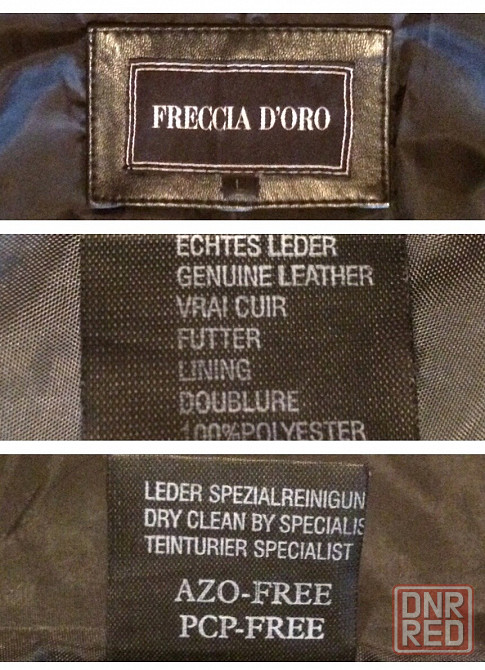 FRECCIA D'ORO
L
ECHTES LEDER
GENUINE LEATHER
VRAI CUIR
FUTTER
LINING
DOUBLURE
100%POLYESTER
LEDER SPEZIALREINIGUN
DRY CLEAN BY SPECIALIS
TEINTURIER SPECIALIST
AZO-FREE
PCP-FREE
DNR
RED